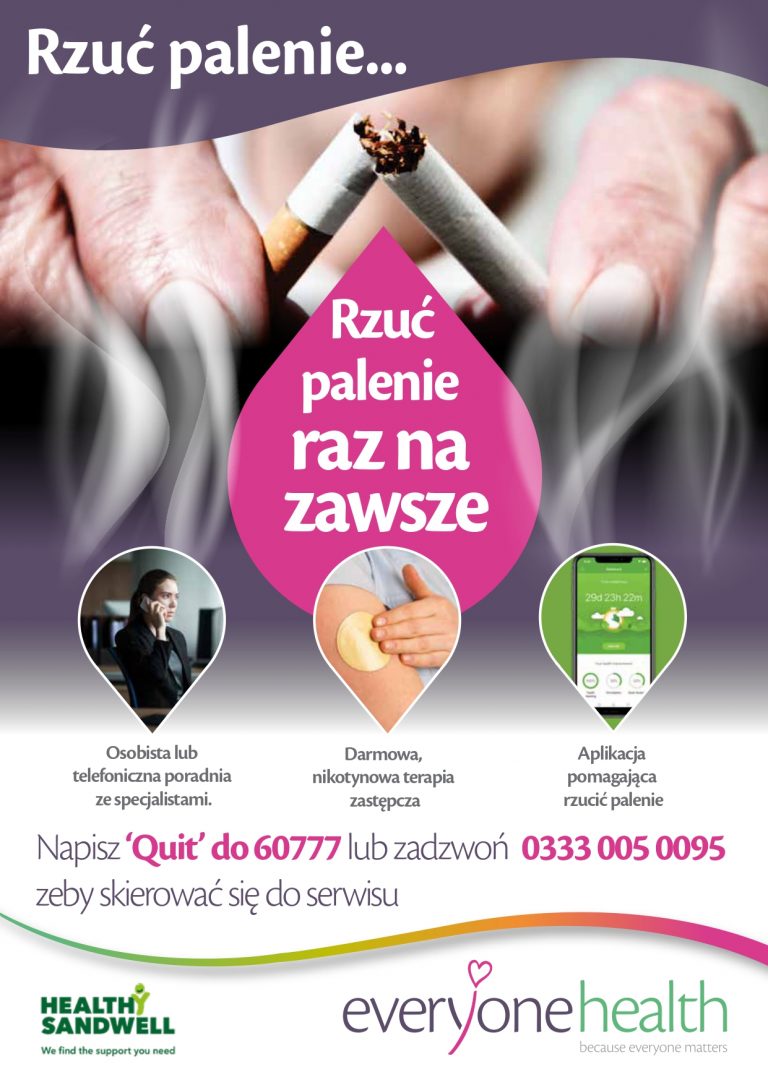 Rzuć palenie...
Rzuć
palenie
raz na
zawsze
29d 23h 22m
Osobista lub
telefoniczna poradnia
ze specjalistami.
Darmowa,
nikotynowa terapia
zastępcza
Aplikacja
pomagająca
rzucić palenie
Napisz ‘Quit’ do 60777 lub zadzwoń 0333 005 0095
zeby skierować się do serwisu
HEALTHY
SANDWELL
We find the support you need
everyonehealth
because everyone matters